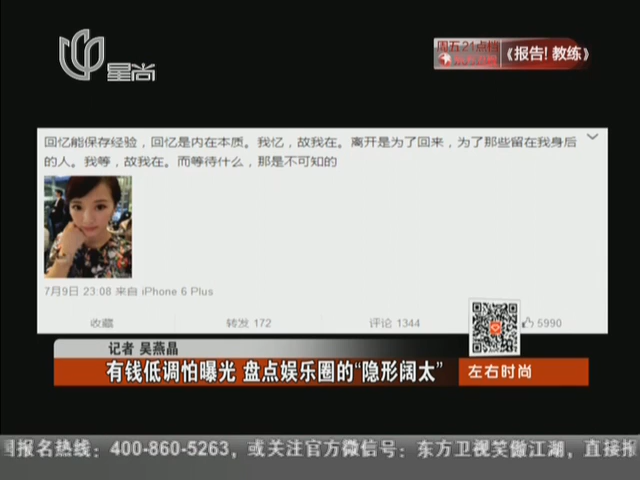 星尚
周五 21点档
《报告! 教练》
回忆能保存经验，回忆是内在本质。我忆，故我在。离开是为了回来，为了那些留在我身后
的人。我等，故我在。而等待什么，那是不可知的
7月9日 23:08 来自 iPhone 6 Plus
收藏 转发 172 评论 1344 5990
记者 吴燕晶
有钱低调怕曝光 盘点娱乐圈的“隐形阔太”
左右时尚
报名热线：400-860-5263，或关注官方微信号：东方卫视笑傲江湖，直接报